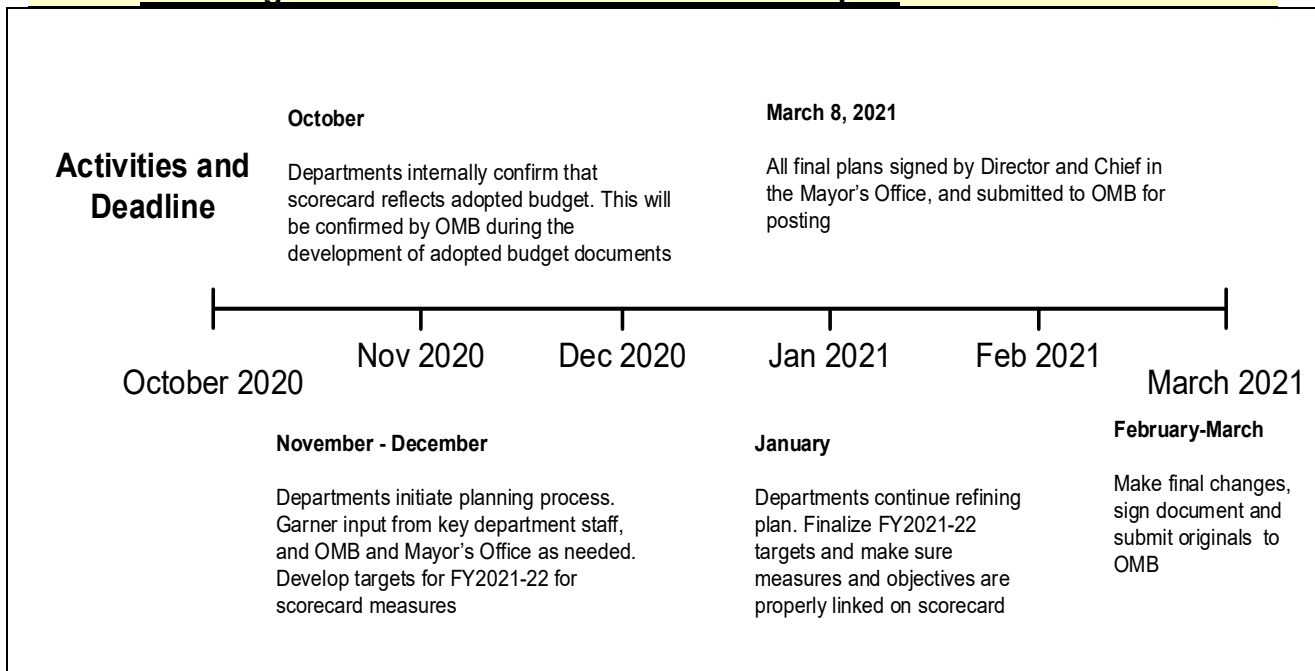 Activities and
Deadline
October
Departments internally confirm that
scorecard reflects adopted budget. This will
be confirmed by OMB during the
development of adopted budget documents
March 8, 2021
All final plans signed by Director and Chief in
the Mayor’s Office, and submitted to OMB for
posting
October 2020
Nov 2020
Dec 2020
Jan 2021
Feb 2021
March 2021
November - December
Departments initiate planning process.
Garner input from key department staff,
and OMB and Mayor’s Office as needed.
Develop targets for FY2021-22 for
scorecard measures
January
Departments continue refining
plan. Finalize FY2021-22
targets and make sure
measures and objectives are
properly linked on scorecard
February-March
Make final changes,
sign document and
submit originals to
OMB